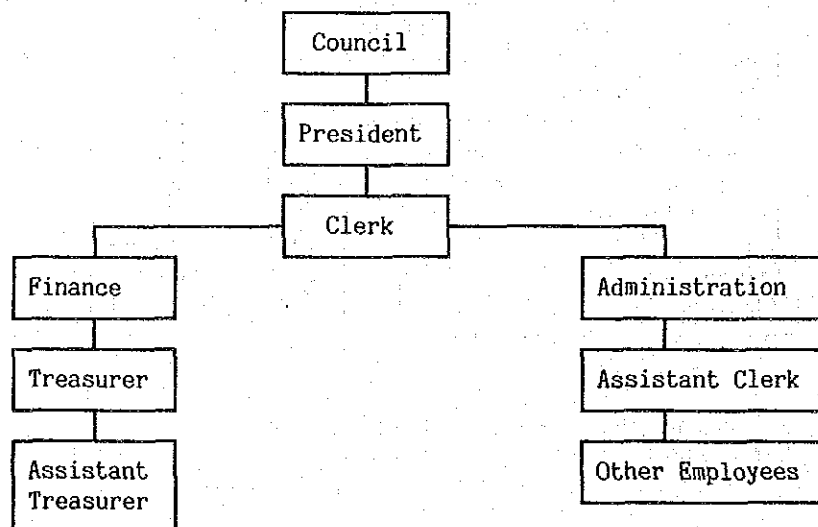 Council
President
Clerk
Finance
Administration
Treasurer
Assistant Clerk
Assistant
Treasurer
Other Employees